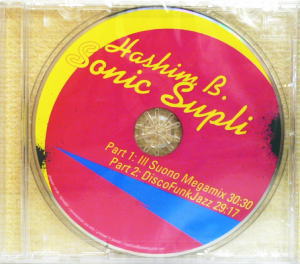 Hashim B.
Sonic Supli
Part 1: Ill Suono Megamix 30:30
Part 2: DiscoFunkJazz 29:17